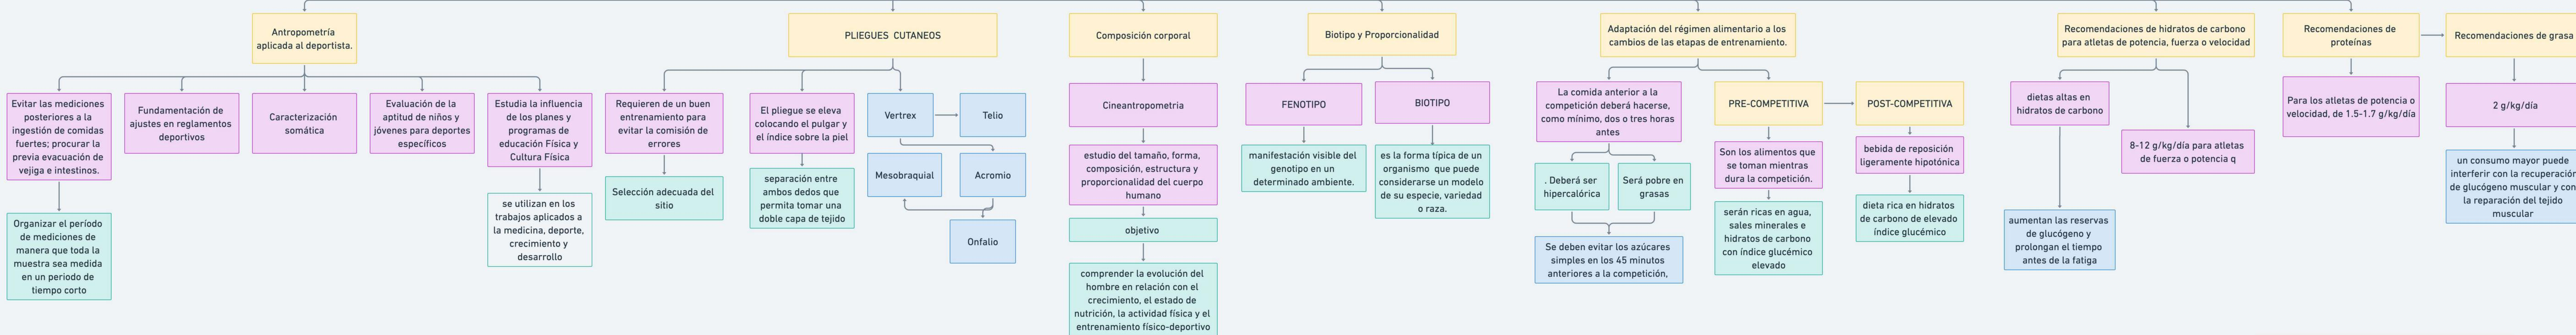 Antropometría
aplicada al deportista.
Evitar las mediciones
posteriores a la
ingestión de comidas
fuertes; procurar la
previa evacuación de
vejiga e intestinos.
Organizar el período
de mediciones de
manera que toda la
muestra sea medida
en un periodo de
tiempo corto
Fundamentación de
ajustes en reglamentos
deportivos
Caracterización
somática
Evaluación de la
aptitud de niños y
jóvenes para deportes
específicos
Estudia la influencia
de los planes y
programas de
educación Física y
Cultura Física
se utilizan en los
trabajos aplicados a
la medicina, deporte,
crecimiento y
desarrollo
PLIEGUES CUTANEOS
Requieren de un buen
entrenamiento para
evitar la comisión de
errores
Selección adecuada del
sitio
El pliegue se eleva
colocando el pulgar y
el índice sobre la piel
separación entre
ambos dedos que
permita tomar una
doble capa de tejido
Vertrex
Telio
Mesobraquial
Acromio
Onfalio
Composición corporal
Cineantropometria
estudio del tamaño, forma,
composición, estructura y
proporcionalidad del cuerpo
humano
objetivo
comprender la evolución del
hombre en relación con el
crecimiento, el estado de
nutrición, la actividad física y el
entrenamiento físico-deportivo
Biotipo y Proporcionalidad
FENOTIPO
manifestación visible del
genotipo en un
determinado ambiente.
BIOTIPO
es la forma típica de un
organismo que puede
considerarse un modelo
de su especie, variedad
o raza.
Adaptación del régimen alimentario a los
cambios de las etapas de entrenamiento.
La comida anterior a la
competición deberá hacerse,
como mínimo, dos o tres horas
antes
. Deberá ser
hipercalórica
Será pobre en
grasas
Se deben evitar los azúcares
simples en los 45 minutos
anteriores a la competición,
PRE-COMPETITIVA
Son los alimentos que
se toman mientras
dura la competición.
serán ricas en agua,
sales minerales e
hidratos de carbono
con índice glucémico
elevado
POST-COMPETITIVA
bebida de reposición
ligeramente hipotónica
dieta rica en hidratos
de carbono de elevado
índice glucémico
Recomendaciones de hidratos de carbono
para atletas de potencia, fuerza o velocidad
dietas altas en
hidratos de carbono
aumentan las reservas
de glucógeno y
prolongan el tiempo
antes de la fatiga
8-12 g/kg/día para atletas
de fuerza o potencia q
Recomendaciones de
proteínas
Para los atletas de potencia o
velocidad, de 1.5-1.7 g/kg/día
Recomendaciones de grasa
2 g/kg/día
un consumo mayor puede
interferir con la recuperación
de glucógeno muscular y con
la reparación del tejido
muscular